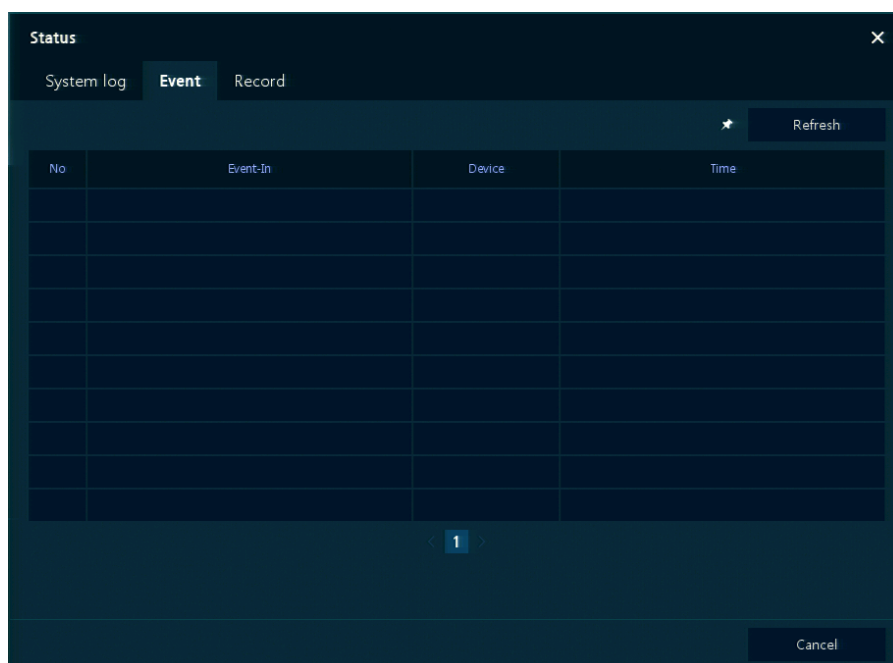 Status
System log Event Record
Refresh
No Event-In Device Time
1
Cancel